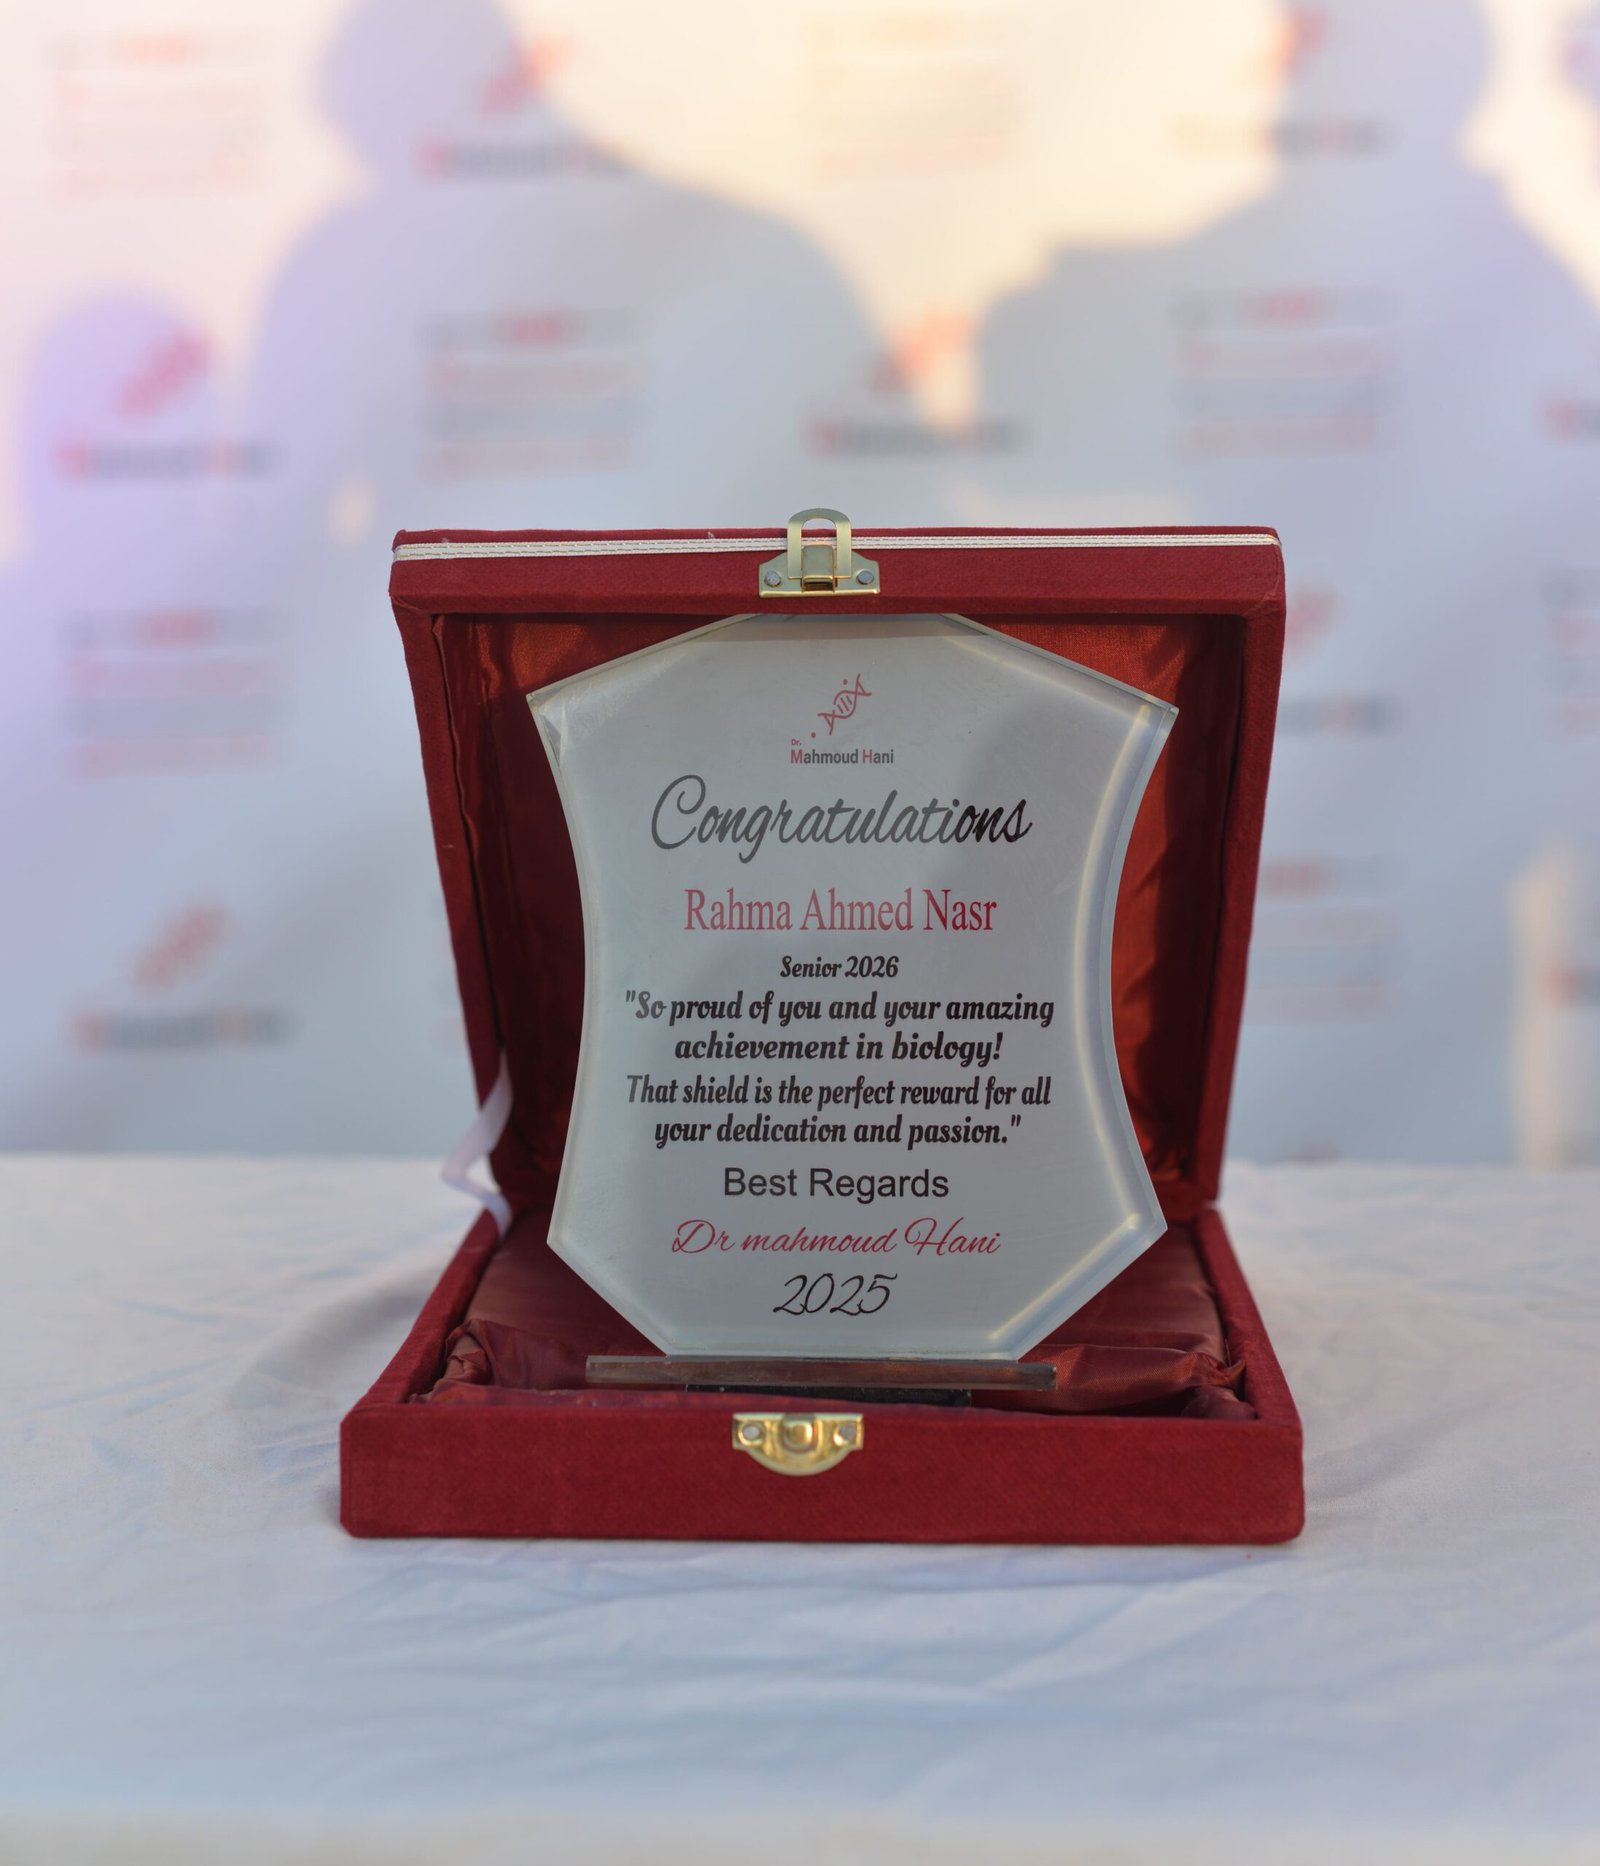 Dr.
Mahmoud Hani
Congratulations
Rahma Ahmed Nasr
Senior 2026
"So proud of you and your amazing
achievement in biology!
That shield is the perfect reward for all
your dedication and passion."
Best Regards
Dr mahmoud Hani
2025